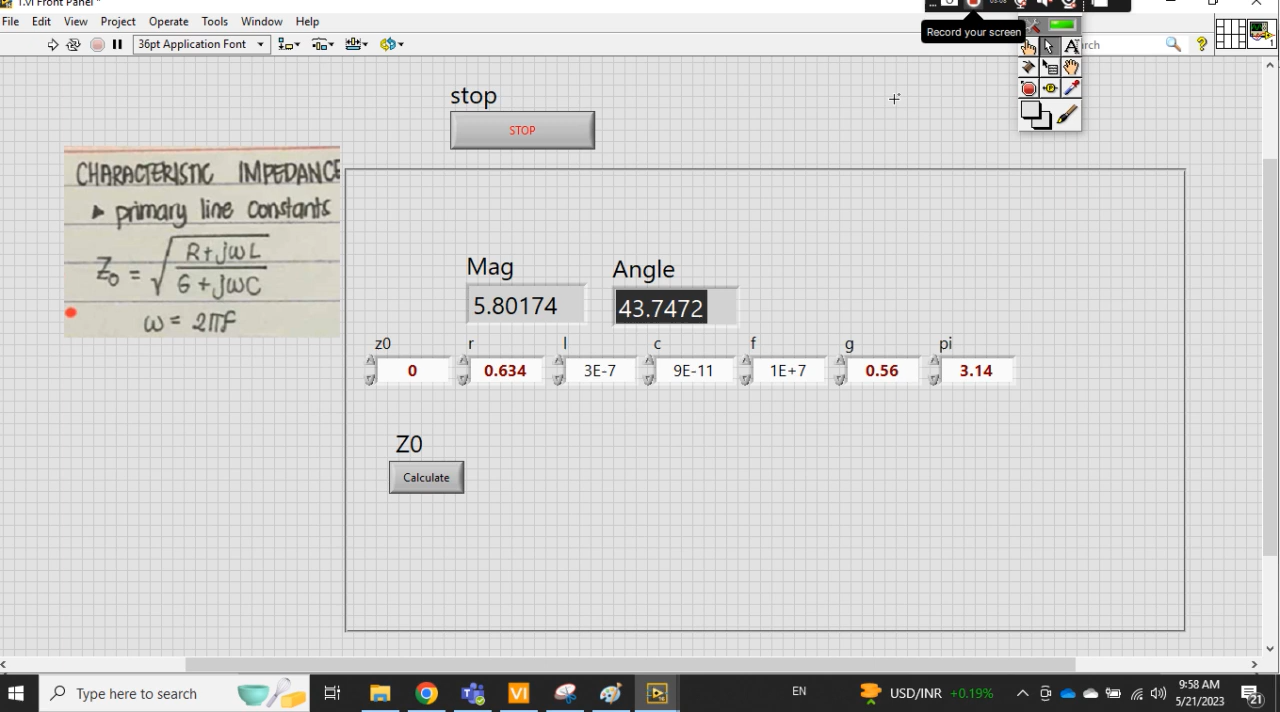 1.vi Front Panel *
File Edit View Project Operate Tools Window Help
36pt Application Font
Record your screen
stop
STOP
CHARACTERISTIC IMPEDANCE
primary line constants
Z0 = √ R+jωL
G+jωC
ω = 2πf
Mag Angle
5.80174 43.7472
z0 r l c f g pi
0 0.634 3E-7 9E-11 1E+7 0.56 3.14
Z0
Calculate
Type here to search
EN
USD/INR +0.19%
9:58 AM
5/21/2023
21